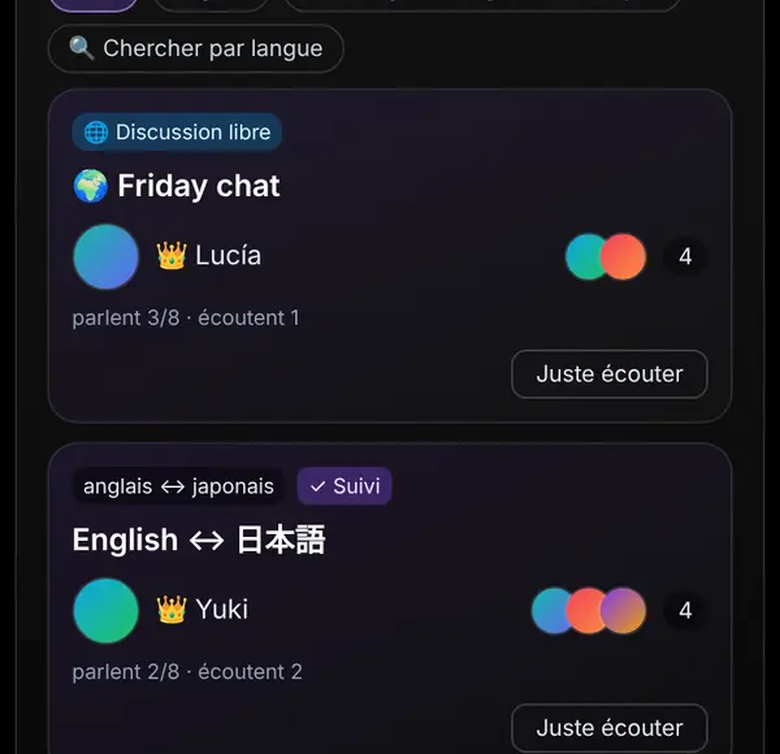 🔍 Chercher par langue
🌐 Discussion libre
🌍 Friday chat
👑 Lucía
4
parlent 3/8 · écoutent 1
Juste écouter
anglais ↔ japonais
✓ Suivi
English ↔ 日本語
👑 Yuki
4
parlent 2/8 · écoutent 2
Juste écouter